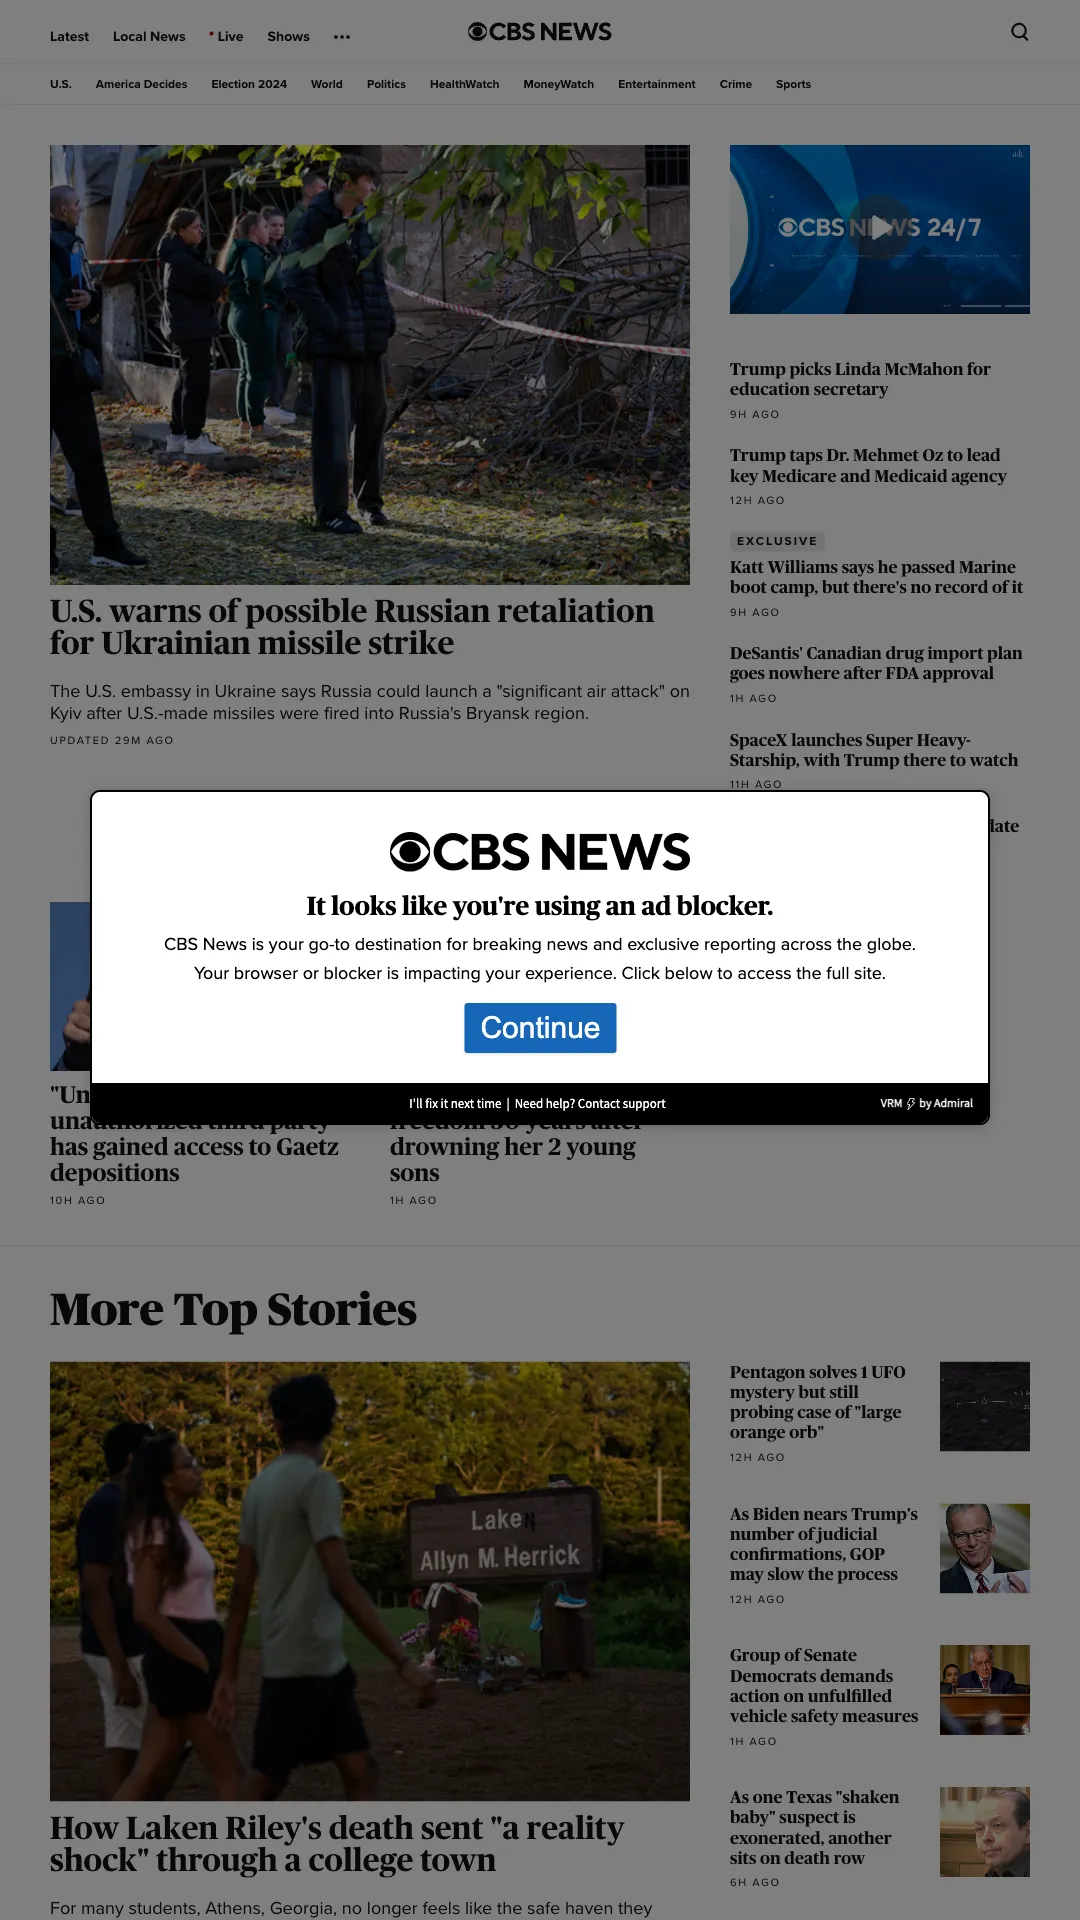 Latest
Local News
Live
Shows
CBS NEWS
U.S.
America Decides
Election 2024
World
Politics
HealthWatch
MoneyWatch
Entertainment
Crime
Sports
U.S. warns of possible Russian retaliation
for Ukrainian missile strike
The U.S. embassy in Ukraine says Russia could launch a "significant air attack" on
Kyiv after U.S.-made missiles were fired into Russia's Bryansk region.
UPDATED 29M AGO
CBS NEWS 24/7
Trump picks Linda McMahon for
education secretary
9H AGO
Trump taps Dr. Mehmet Oz to lead
key Medicare and Medicaid agency
12H AGO
EXCLUSIVE
Katt Williams says he passed Marine
boot camp, but there's no record of it
9H AGO
DeSantis' Canadian drug import plan
goes nowhere after FDA approval
1H AGO
SpaceX launches Super Heavy-
Starship, with Trump there to watch
11H AGO
CBS NEWS
It looks like you're using an ad blocker.
CBS News is your go-to destination for breaking news and exclusive reporting across the globe.
Your browser or blocker is impacting your experience. Click below to access the full site.
Continue
I'll fix it next time | Need help? Contact support
VRM by Admiral
unauthorized third party
has gained access to Gaetz
depositions
10H AGO
freedom 30 years after
drowning her 2 young
sons
1H AGO
More Top Stories
Laken
Allyn M. Herrick
How Laken Riley's death sent "a reality
shock" through a college town
For many students, Athens, Georgia, no longer feels like the safe haven they
Pentagon solves 1 UFO
mystery but still
probing case of "large
orange orb"
12H AGO
As Biden nears Trump's
number of judicial
confirmations, GOP
may slow the process
12H AGO
Group of Senate
Democrats demands
action on unfulfilled
vehicle safety measures
1H AGO
As one Texas "shaken
baby" suspect is
exonerated, another
sits on death row
6H AGO